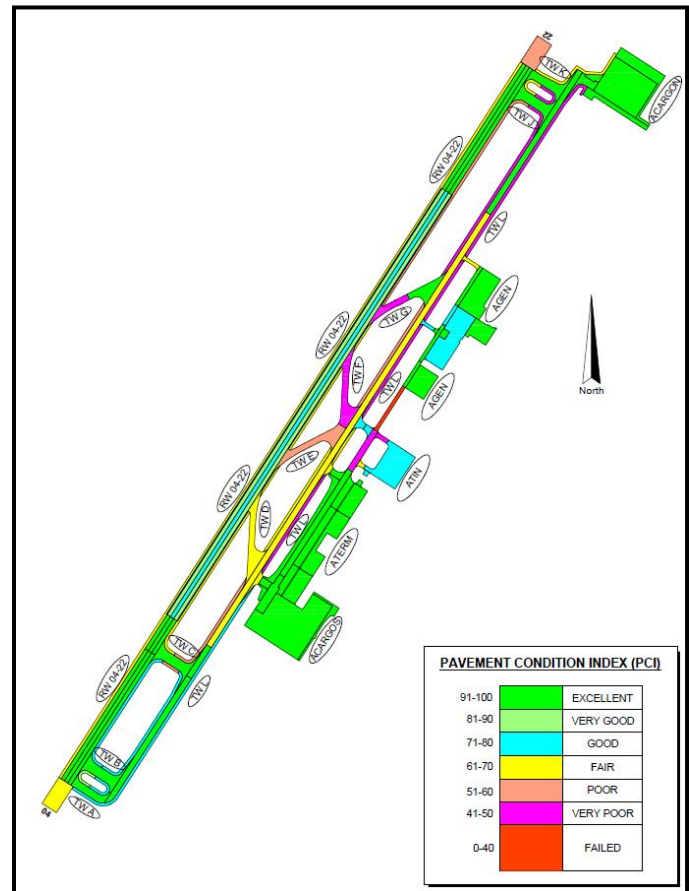 22
TW K
ACARGON
TW J
RW 04-22
TW L
AGEN
TW G
RW 04-22
TW F
TW L
AGEN
North
TW E
ATIN
RW 04-22
TW D
TW L
ATERM
TW C
ACARGOS
RW 04-22
TW L
TW B
TW A
04
PAVEMENT CONDITION INDEX (PCI)
91-100 EXCELLENT
81-90 VERY GOOD
71-80 GOOD
61-70 FAIR
51-60 POOR
41-50 VERY POOR
0-40 FAILED